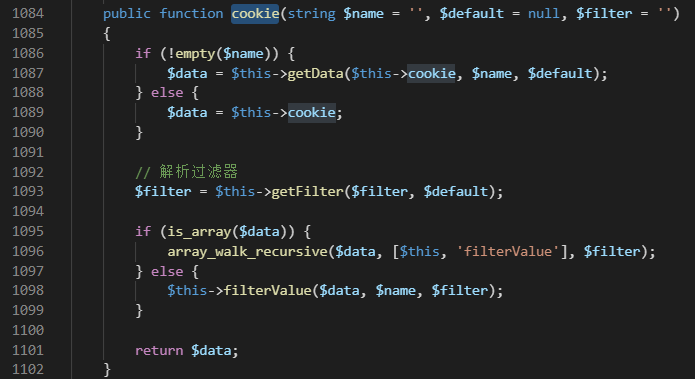 1084 public function cookie(string $name = '', $default = null, $filter = '')
1085 {
1086 if (!empty($name)) {
1087 $data = $this->getData($this->cookie, $name, $default);
1088 } else {
1089 $data = $this->cookie;
1090 }
1091
1092 // 解析过滤器
1093 $filter = $this->getFilter($filter, $default);
1094
1095 if (is_array($data)) {
1096 array_walk_recursive($data, [$this, 'filterValue'], $filter);
1097 } else {
1098 $this->filterValue($data, $name, $filter);
1099 }
1100
1101 return $data;
1102 }